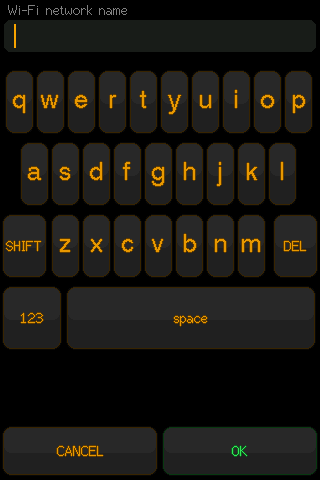 Wi-Fi network name
q w e r t y u i o p
a s d f g h j k l
SHIFT z x c v b n m DEL
123 space
CANCEL OK